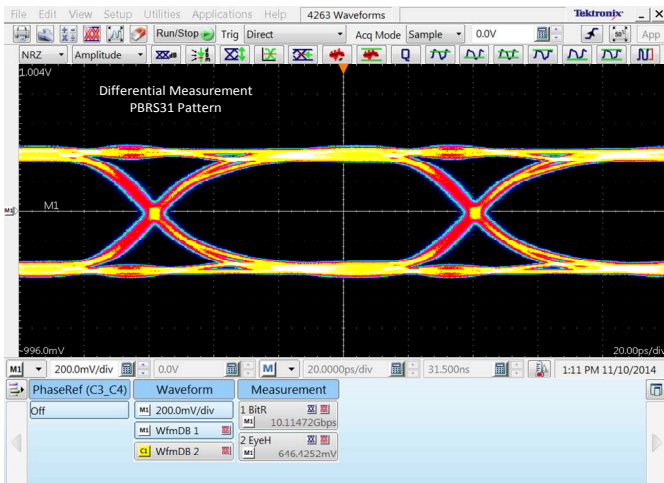 File Edit View Setup Utilities Applications Help 4263 Waveforms Tektronix
Run/Stop Trig Direct Acq Mode Sample 0.0V 50% App
NRZ Amplitude
1.004V
Differential Measurement
PBRS31 Pattern
M1 M1
-996.0mV 20.00ps/div
M1 200.0mV/div 0.0V M 20.0000ps/div 31.500ns 1:11 PM 11/10/2014
PhaseRef (C3_C4) Waveform Measurement
Off M1 200.0mV/div 1 BitR
M1 10.11472Gbps
M1 WfmDB 1 2 EyeH
C1 WfmDB 2 M1 646.4252mV